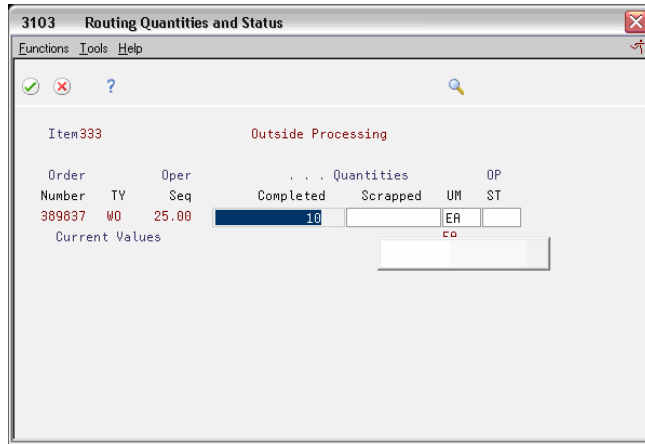 3103 Routing Quantities and Status
Functions Tools Help
?
Item333 Outside Processing
Order Oper . . . Quantities OP
Number TY Seq Completed Scrapped UM ST
389837 WO 25.00 10 EA
Current Values EA